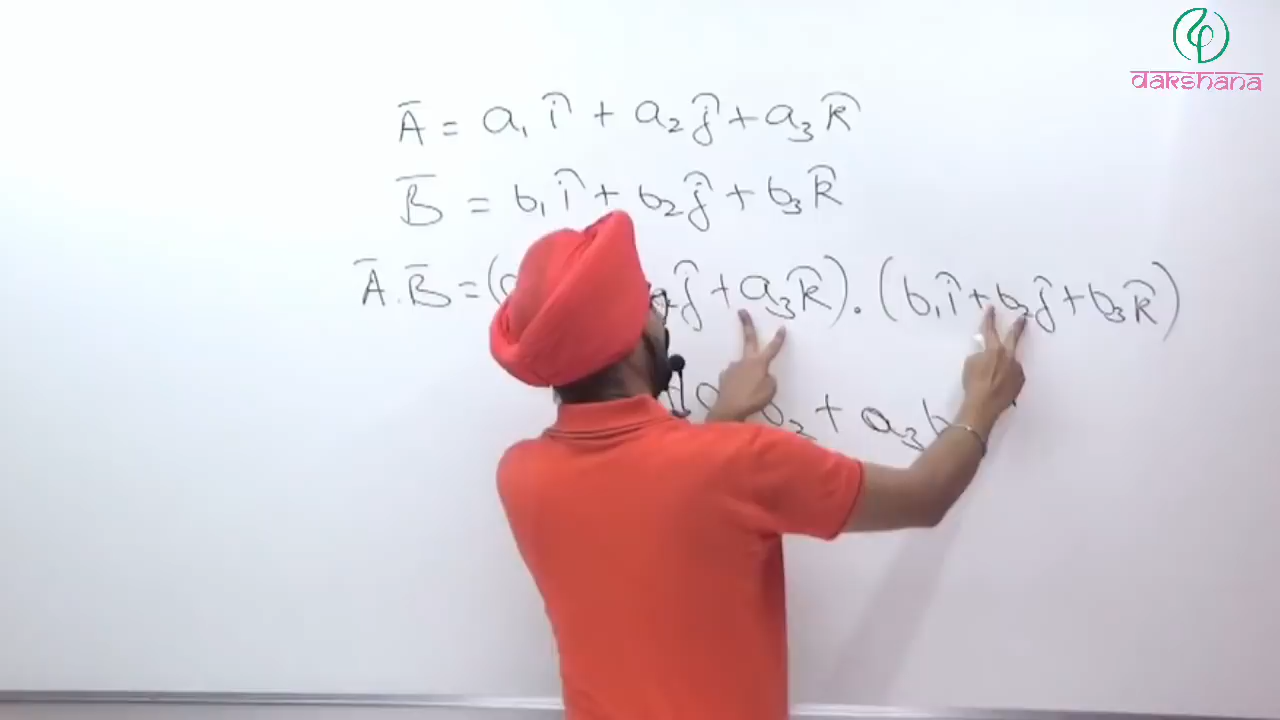 dakshana
A̅ = a₁ î + a₂ ĵ + a₃ k̂
B̅ = b₁ î + b₂ ĵ + b₃ k̂
A̅ . B̅ = ( ĵ + a₃ k̂ ) . ( b₁ î + b₂ ĵ + b₃ k̂ )
b₂ + a₃ b